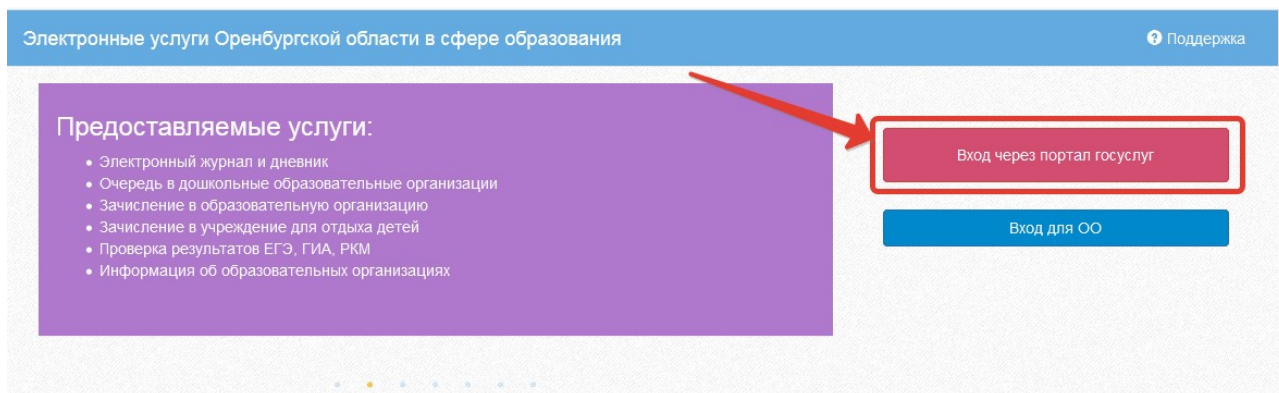 Электронные услуги Оренбургской области в сфере образования
Поддержка
Предоставляемые услуги:
Электронный журнал и дневник
Очередь в дошкольные образовательные организации
Зачисление в образовательную организацию
Зачисление в учреждение для отдыха детей
Проверка результатов ЕГЭ, ГИА, РКМ
Информация об образовательных организациях
Вход через портал госуслуг
Вход для ОО